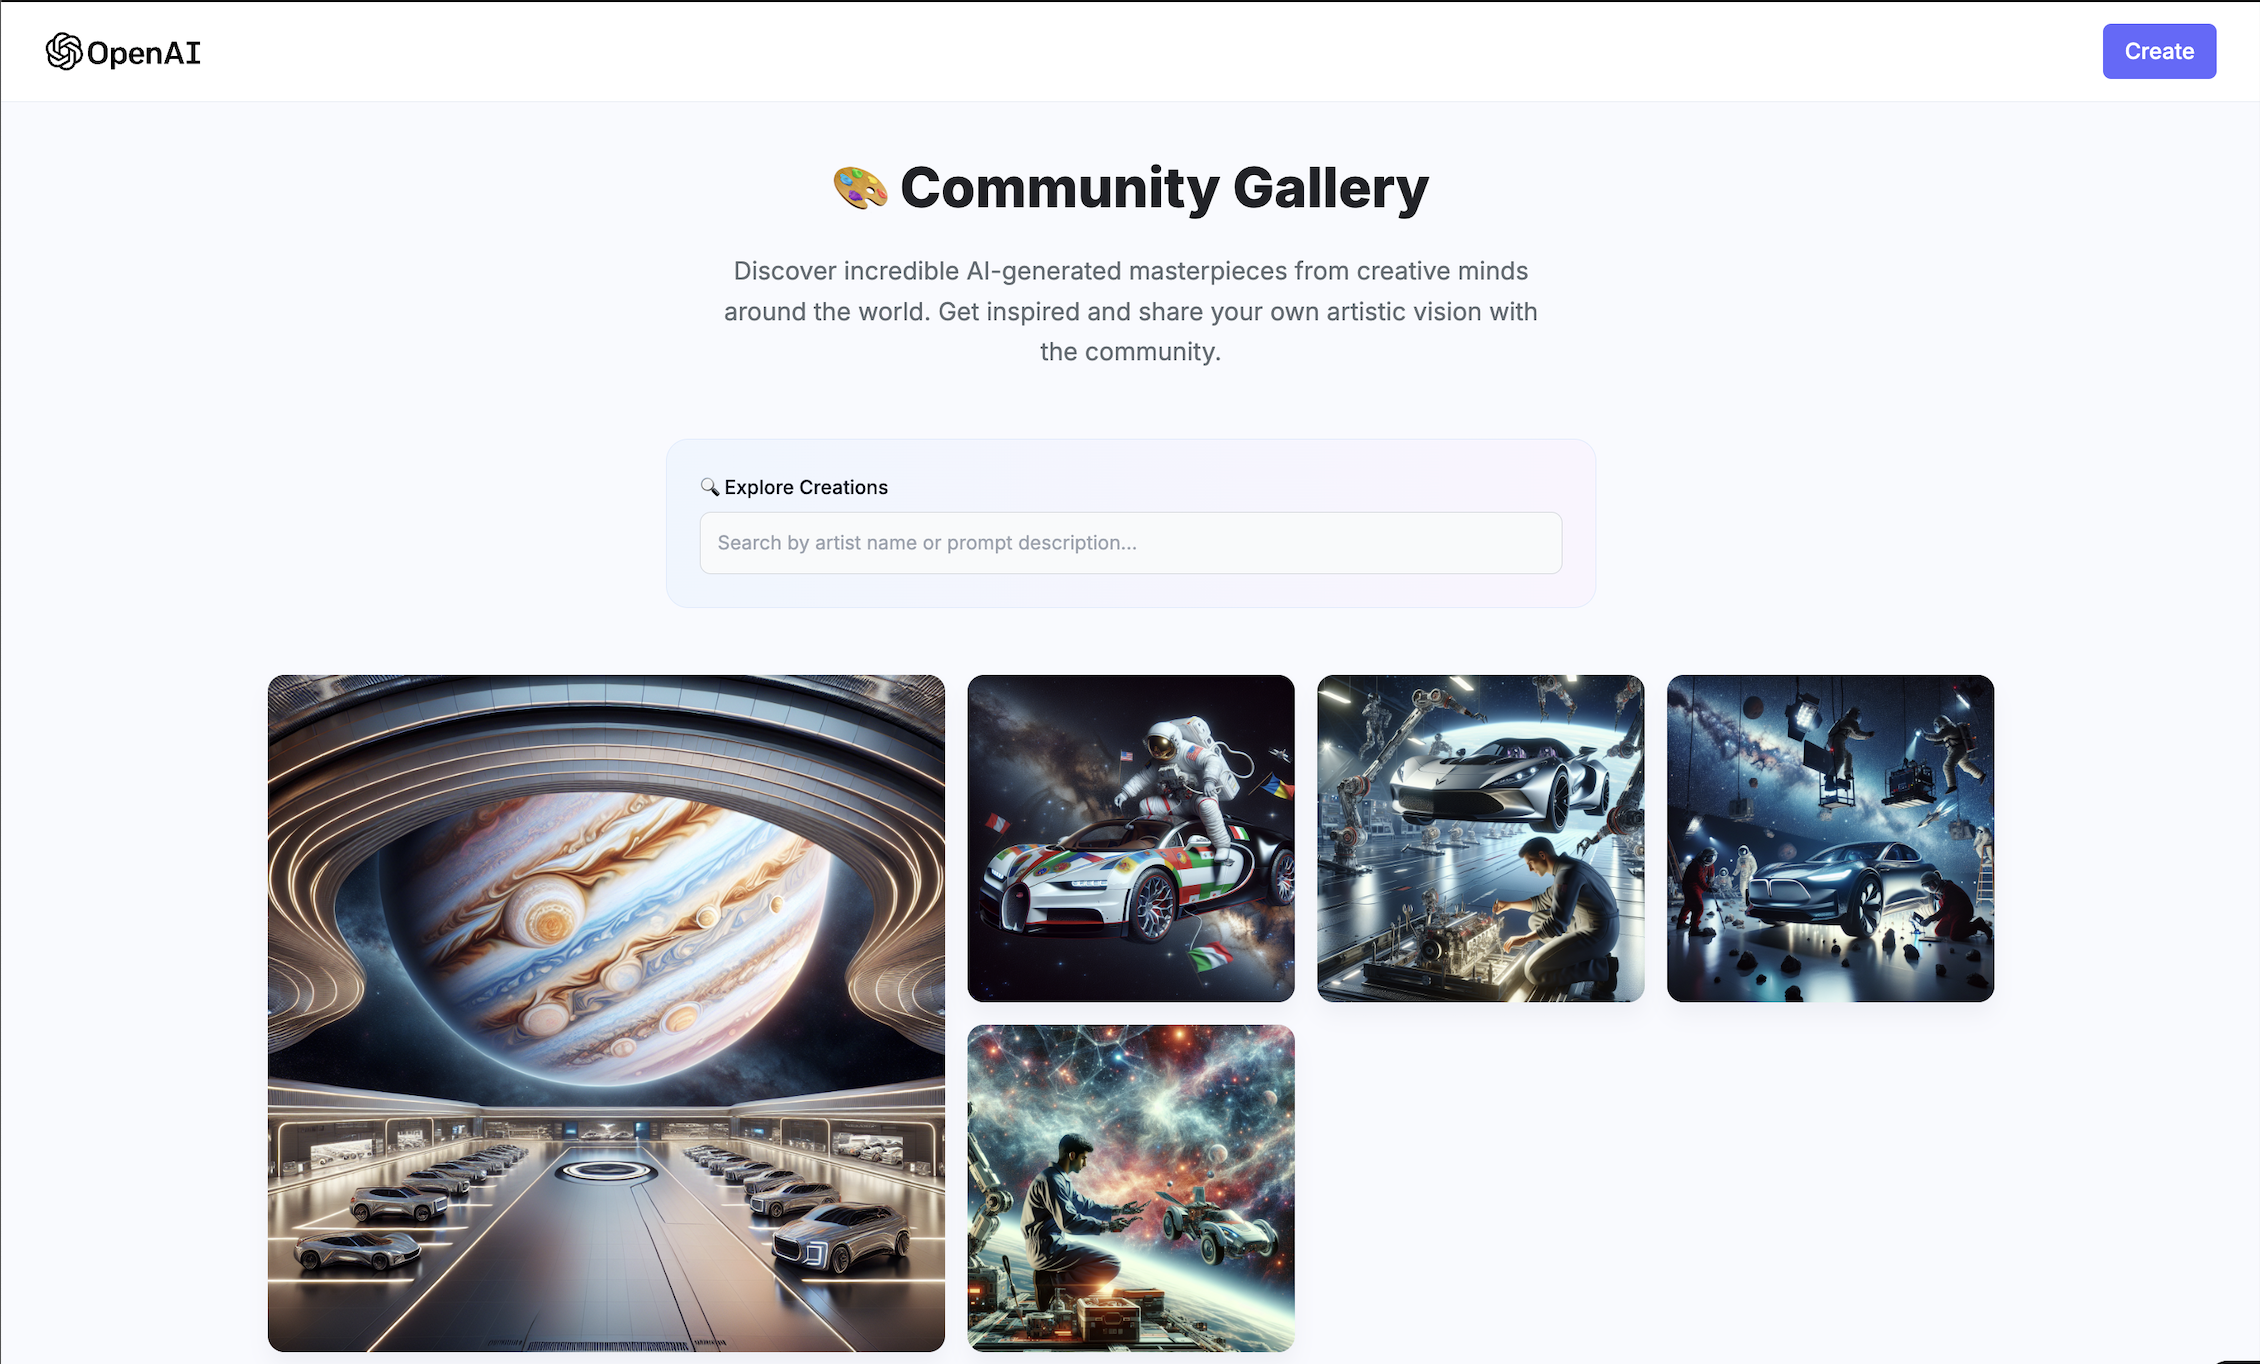 OpenAI
Create
Community Gallery
Discover incredible AI-generated masterpieces from creative minds
around the world. Get inspired and share your own artistic vision with
the community.
Explore Creations
Search by artist name or prompt description...